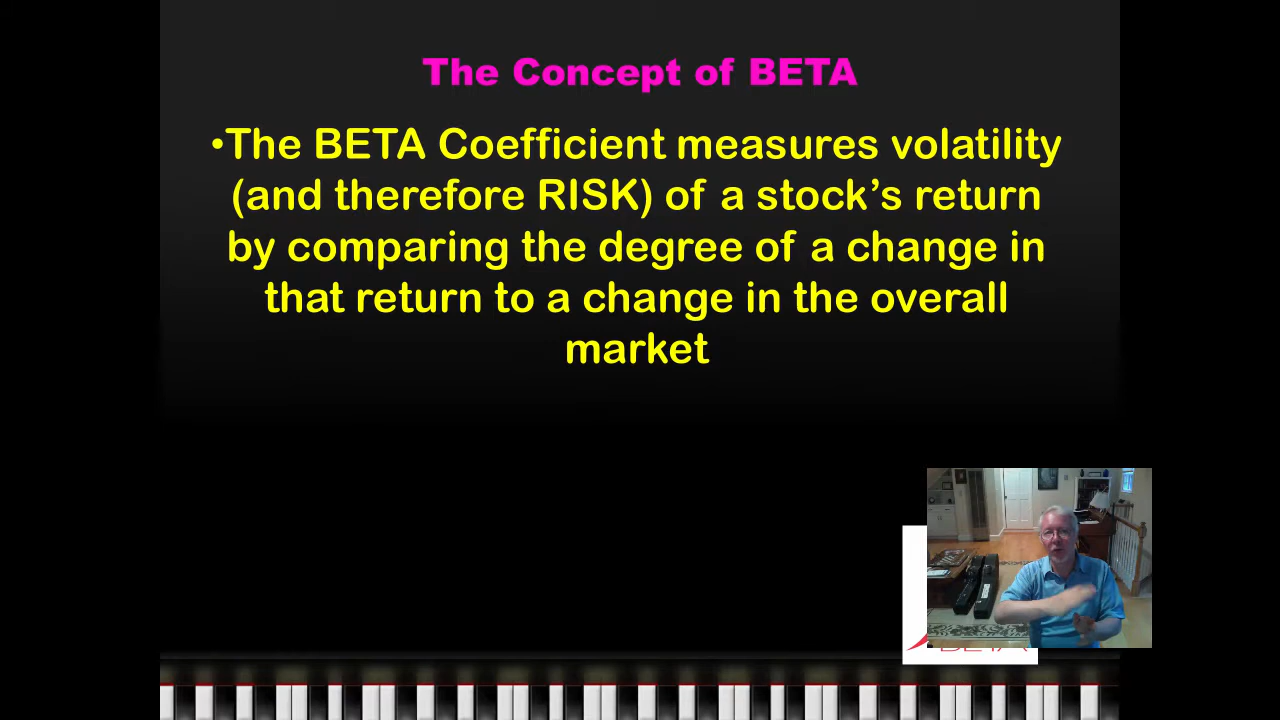 The Concept of BETA
•The BETA Coefficient measures volatility
(and therefore RISK) of a stock’s return
by comparing the degree of a change in
that return to a change in the overall
market